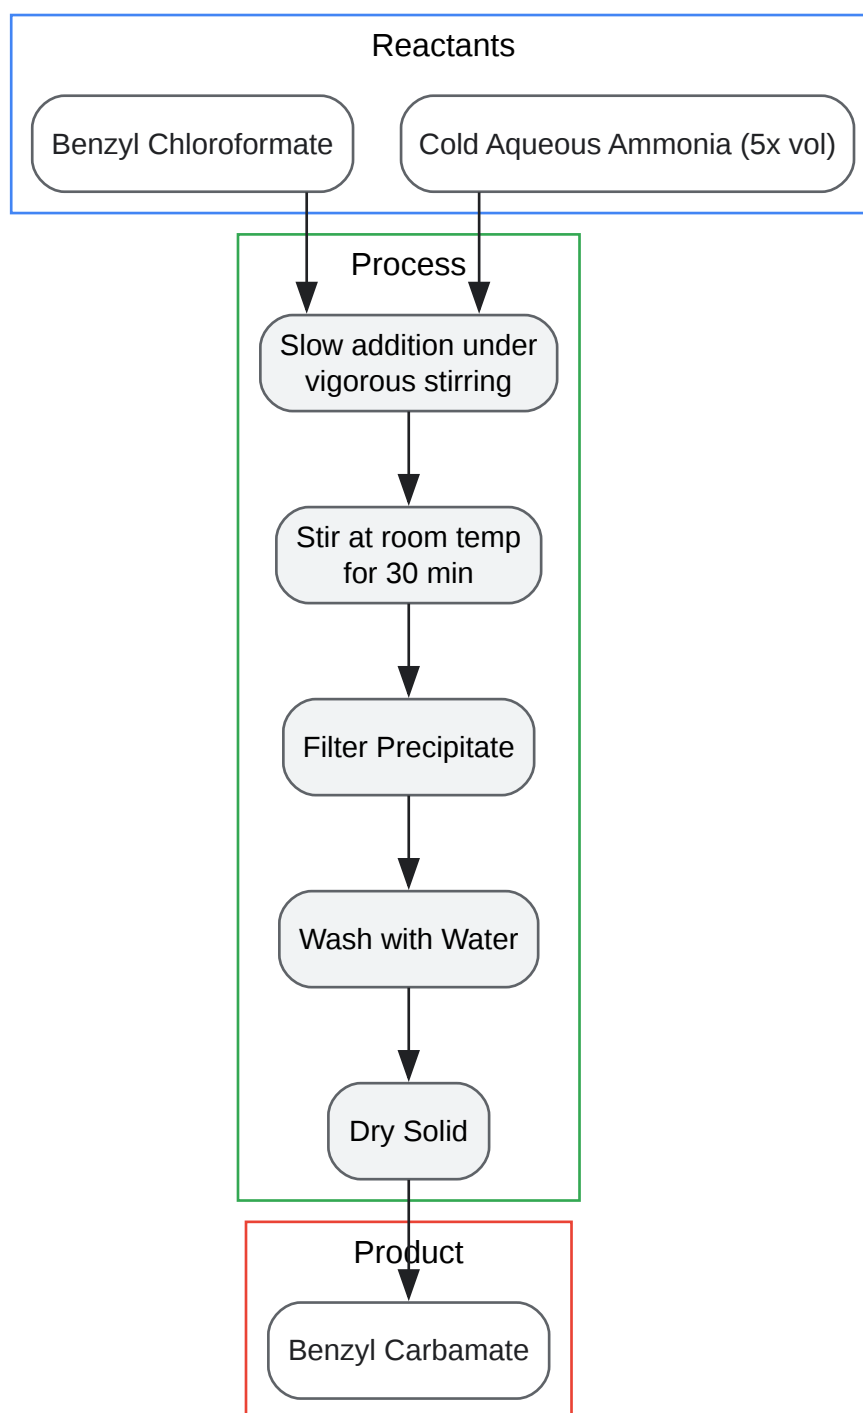 Reactants
Benzyl Chloroformate
Cold Aqueous Ammonia (5x vol)
Process
Slow addition under
vigorous stirring
Stir at room temp
for 30 min
Filter Precipitate
Wash with Water
Dry Solid
Product
Benzyl Carbamate